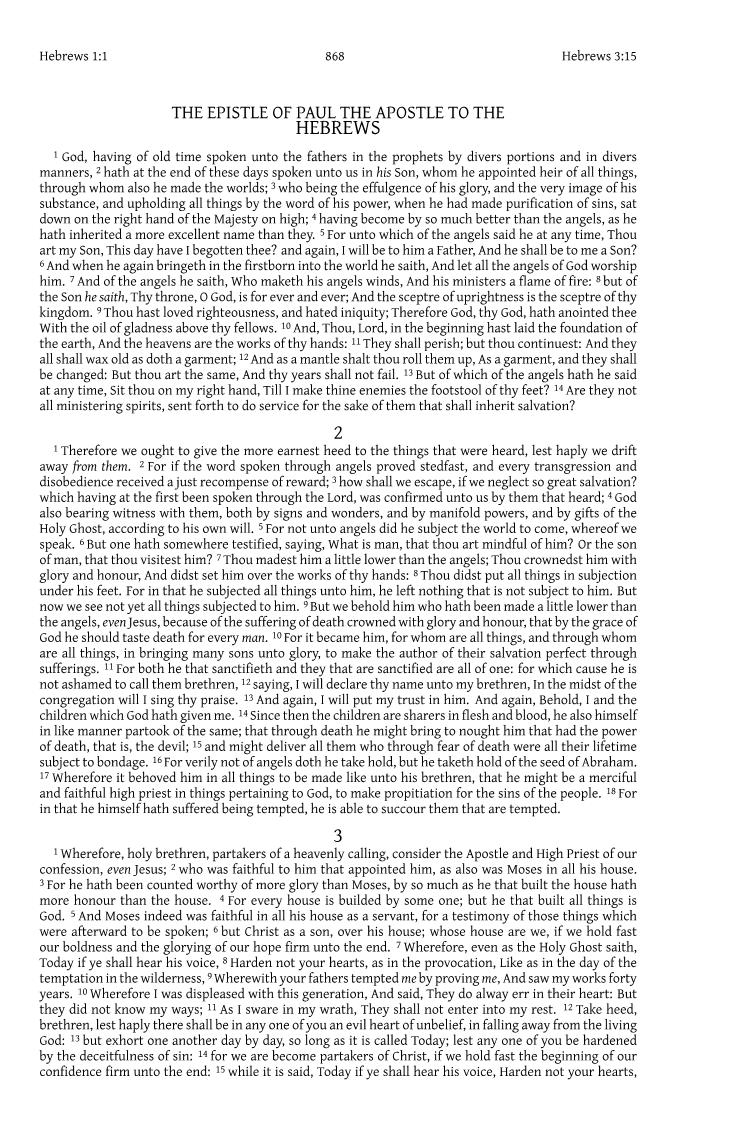 Hebrews 1:1 868 Hebrews 3:15
THE EPISTLE OF PAUL THE APOSTLE TO THE
HEBREWS
1 God, having of old time spoken unto the fathers in the prophets by divers portions and in divers
manners, 2 hath at the end of these days spoken unto us in his Son, whom he appointed heir of all things,
through whom also he made the worlds; 3 who being the effulgence of his glory, and the very image of his
substance, and upholding all things by the word of his power, when he had made purification of sins, sat
down on the right hand of the Majesty on high; 4 having become by so much better than the angels, as he
hath inherited a more excellent name than they. 5 For unto which of the angels said he at any time, Thou
art my Son, This day have I begotten thee? and again, I will be to him a Father, And he shall be to me a Son?
6 And when he again bringeth in the firstborn into the world he saith, And let all the angels of God worship
him. 7 And of the angels he saith, Who maketh his angels winds, And his ministers a flame of fire: 8 but of
the Son he saith, Thy throne, O God, is for ever and ever; And the sceptre of uprightness is the sceptre of thy
kingdom. 9 Thou hast loved righteousness, and hated iniquity; Therefore God, thy God, hath anointed thee
With the oil of gladness above thy fellows. 10 And, Thou, Lord, in the beginning hast laid the foundation of
the earth, And the heavens are the works of thy hands: 11 They shall perish; but thou continuest: And they
all shall wax old as doth a garment; 12 And as a mantle shalt thou roll them up, As a garment, and they shall
be changed: But thou art the same, And thy years shall not fail. 13 But of which of the angels hath he said
at any time, Sit thou on my right hand, Till I make thine enemies the footstool of thy feet? 14 Are they not
all ministering spirits, sent forth to do service for the sake of them that shall inherit salvation?
2
1 Therefore we ought to give the more earnest heed to the things that were heard, lest haply we drift
away from them. 2 For if the word spoken through angels proved stedfast, and every transgression and
disobedience received a just recompense of reward; 3 how shall we escape, if we neglect so great salvation?
which having at the first been spoken through the Lord, was confirmed unto us by them that heard; 4 God
also bearing witness with them, both by signs and wonders, and by manifold powers, and by gifts of the
Holy Ghost, according to his own will. 5 For not unto angels did he subject the world to come, whereof we
speak. 6 But one hath somewhere testified, saying, What is man, that thou art mindful of him? Or the son
of man, that thou visitest him? 7 Thou madest him a little lower than the angels; Thou crownedst him with
glory and honour, And didst set him over the works of thy hands: 8 Thou didst put all things in subjection
under his feet. For in that he subjected all things unto him, he left nothing that is not subject to him. But
now we see not yet all things subjected to him. 9 But we behold him who hath been made a little lower than
the angels, even Jesus, because of the suffering of death crowned with glory and honour, that by the grace of
God he should taste death for every man. 10 For it became him, for whom are all things, and through whom
are all things, in bringing many sons unto glory, to make the author of their salvation perfect through
sufferings. 11 For both he that sanctifieth and they that are sanctified are all of one: for which cause he is
not ashamed to call them brethren, 12 saying, I will declare thy name unto my brethren, In the midst of the
congregation will I sing thy praise. 13 And again, I will put my trust in him. And again, Behold, I and the
children which God hath given me. 14 Since then the children are sharers in flesh and blood, he also himself
in like manner partook of the same; that through death he might bring to nought him that had the power
of death, that is, the devil; 15 and might deliver all them who through fear of death were all their lifetime
subject to bondage. 16 For verily not of angels doth he take hold, but he taketh hold of the seed of Abraham.
17 Wherefore it behoved him in all things to be made like unto his brethren, that he might be a merciful
and faithful high priest in things pertaining to God, to make propitiation for the sins of the people. 18 For
in that he himself hath suffered being tempted, he is able to succour them that are tempted.
3
1 Wherefore, holy brethren, partakers of a heavenly calling, consider the Apostle and High Priest of our
confession, even Jesus; 2 who was faithful to him that appointed him, as also was Moses in all his house.
3 For he hath been counted worthy of more glory than Moses, by so much as he that built the house hath
more honour than the house. 4 For every house is builded by some one; but he that built all things is
God. 5 And Moses indeed was faithful in all his house as a servant, for a testimony of those things which
were afterward to be spoken; 6 but Christ as a son, over his house; whose house are we, if we hold fast
our boldness and the glorying of our hope firm unto the end. 7 Wherefore, even as the Holy Ghost saith,
Today if ye shall hear his voice, 8 Harden not your hearts, as in the provocation, Like as in the day of the
temptation in the wilderness, 9 Wherewith your fathers tempted me by proving me, And saw my works forty
years. 10 Wherefore I was displeased with this generation, And said, They do alway err in their heart: But
they did not know my ways; 11 As I sware in my wrath, They shall not enter into my rest. 12 Take heed,
brethren, lest haply there shall be in any one of you an evil heart of unbelief, in falling away from the living
God: 13 but exhort one another day by day, so long as it is called Today; lest any one of you be hardened
by the deceitfulness of sin: 14 for we are become partakers of Christ, if we hold fast the beginning of our
confidence firm unto the end: 15 while it is said, Today if ye shall hear his voice, Harden not your hearts,